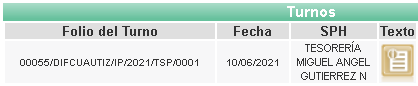 Turnos
Folio del Turno Fecha SPH Texto
00055/DIFCUAUTIZ/IP/2021/TSP/0001 10/06/2021 TESORERÍA
MIGUEL ANGEL
GUTIERREZ N